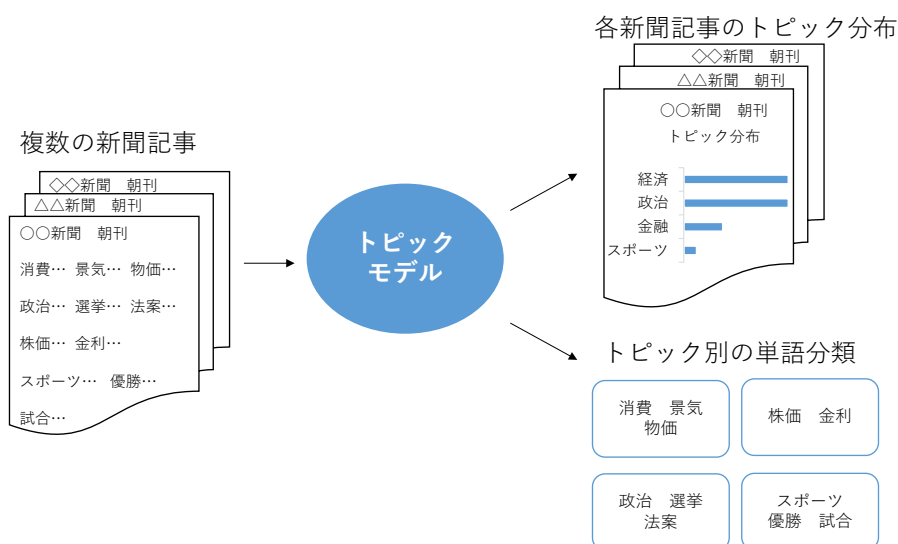 複数の新聞記事
◇◇新聞　朝刊
△△新聞　朝刊
○○新聞　朝刊
消費… 景気… 物価…
政治… 選挙… 法案…
株価… 金利…
スポーツ… 優勝…
試合…
トピック
モデル
各新聞記事のトピック分布
◇◇新聞　朝刊
△△新聞　朝刊
○○新聞　朝刊
トピック分布
経済
政治
金融
スポーツ
トピック別の単語分類
消費　景気
物価
株価　金利
政治　選挙
法案
スポーツ
優勝　試合